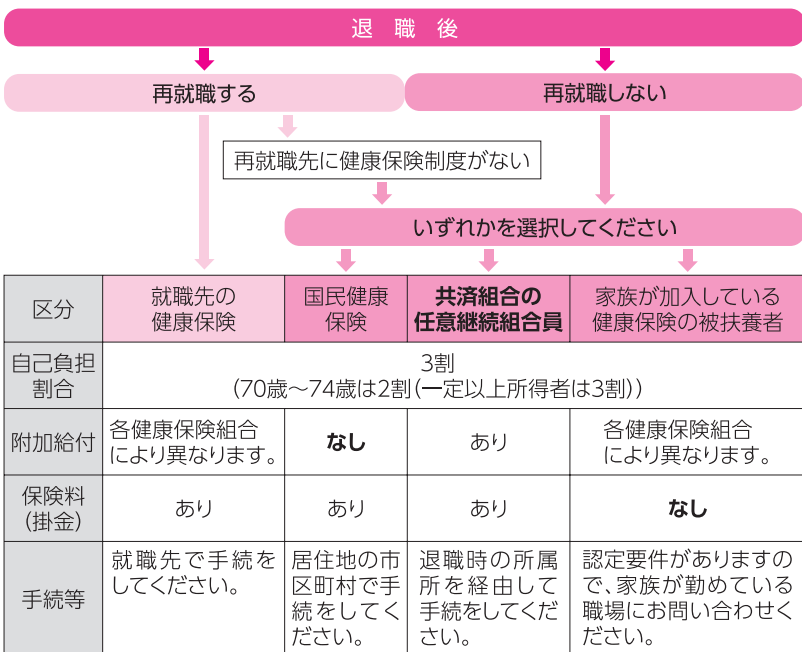 退職後
再就職する
再就職しない
再就職先に健康保険制度がない
いずれかを選択してください
区分
就職先の
健康保険
国民健康
保険
共済組合の
任意継続組合員
家族が加入している
健康保険の被扶養者
自己負担
割合
3割
(70歳～74歳は2割(一定以上所得者は3割))
附加給付
各健康保険組合
により異なります。
なし
あり
各健康保険組合
により異なります。
保険料
(掛金)
あり
あり
あり
なし
手続等
就職先で手続を
してください。
居住地の市
区町村で手
続をしてく
ださい。
退職時の所属
所を経由して
手続をしてくだ
さい。
認定要件がありますの
で、家族が勤めている
職場にお問い合わせく
ださい。